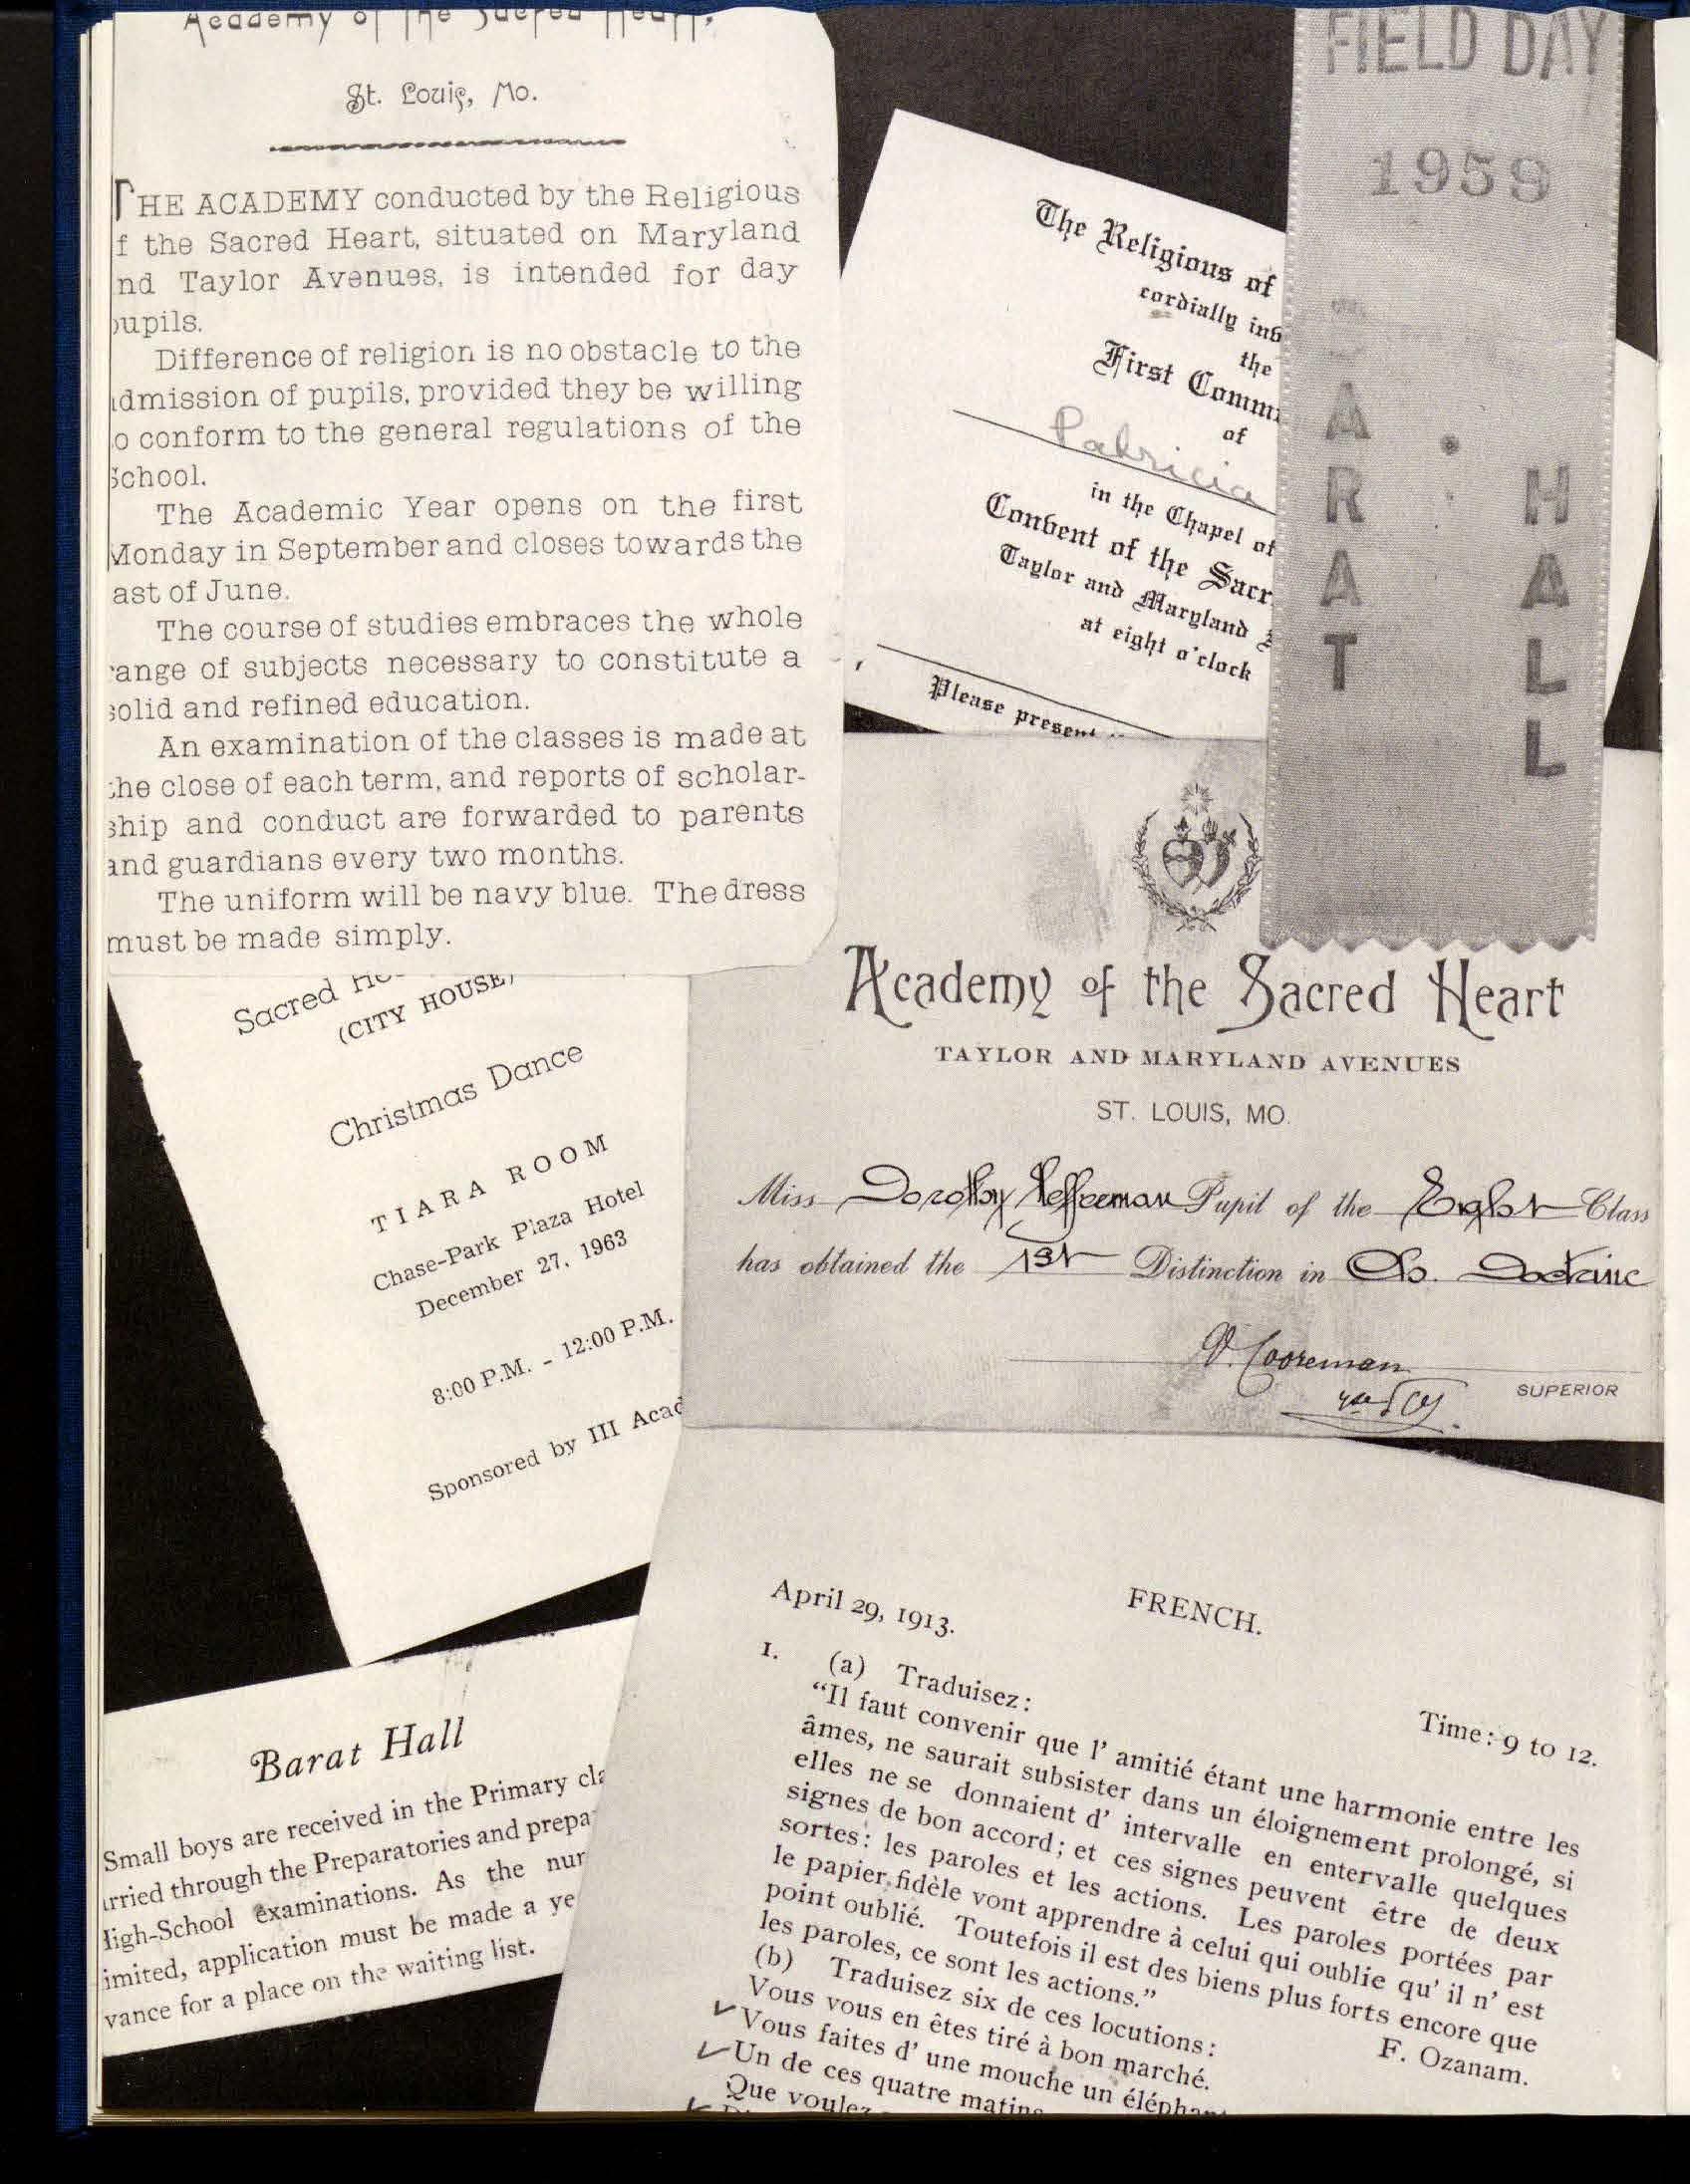 Academy of the Sacred Heart,
St. Louis, Mo.
THE ACADEMY conducted by the Religious
f the Sacred Heart, situated on Maryland
nd Taylor Avenues, is intended for day
pupils.
Difference of religion is no obstacle to the
dmission of pupils, provided they be willing
o conform to the general regulations of the
School.
The Academic Year opens on the first
Monday in September and closes towards the
ast of June.
The course of studies embraces the whole
range of subjects necessary to constitute a
solid and refined education.
An examination of the classes is made at
the close of each term, and reports of scholar-
ship and conduct are forwarded to parents
and guardians every two months.
The uniform will be navy blue. The dress
must be made simply.
The Religious of
cordially inv
the
First Commu
of
Patricia
in the Chapel of
Convent of the Sacr
Taylor and Maryland
at eight o'clock
Please present
FIELD DAY
1959
BARAT
HALL
Sacred He
(CITY HOUSE)
Christmas Dance
TIARA ROOM
Chase-Park Plaza Hotel
December 27, 1963
8:00 P.M. - 12:00 P.M.
Sponsored by III Acad
Academy of the Sacred Heart
TAYLOR AND MARYLAND AVENUES
ST. LOUIS, MO.
Miss Dorothy Hefferman Pupil of the Eight Class
has obtained the 1st Distinction in Ch. Doctrine
V. Cooreman
SUPERIOR
Barat Hall
Small boys are received in the Primary cla
rried through the Preparatories and prepa
High-School examinations. As the nur
imited, application must be made a ye
vance for a place on the waiting list.
April 29, 1913.
FRENCH.
Time: 9 to 12.
1. (a) Traduisez:
"Il faut convenir que l' amitié étant une harmonie entre les
âmes, ne saurait subsister dans un éloignement prolongé, si
elles ne se donnaient d' intervalle en entervalle quelques
signes de bon accord; et ces signes peuvent être de deux
sortes: les paroles et les actions. Les paroles portées par
le papier fidèle vont apprendre à celui qui oublie qu' il n' est
point oublié. Toutefois il est des biens plus forts encore que
les paroles, ce sont les actions."
F. Ozanam.
(b) Traduisez six de ces locutions:
Vous vous en êtes tiré à bon marché.
Vous faites d' une mouche un éléphant
Un de ces quatre matins
Que voulez